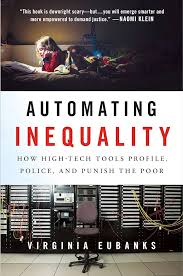 "This book is downright scary—but...you will emerge smarter and
more empowered to demand justice." —NAOMI KLEIN
AUTOMATING
INEQUALITY
HOW HIGH-TECH TOOLS PROFILE,
POLICE, AND PUNISH THE POOR
VIRGINIA EUBANKS